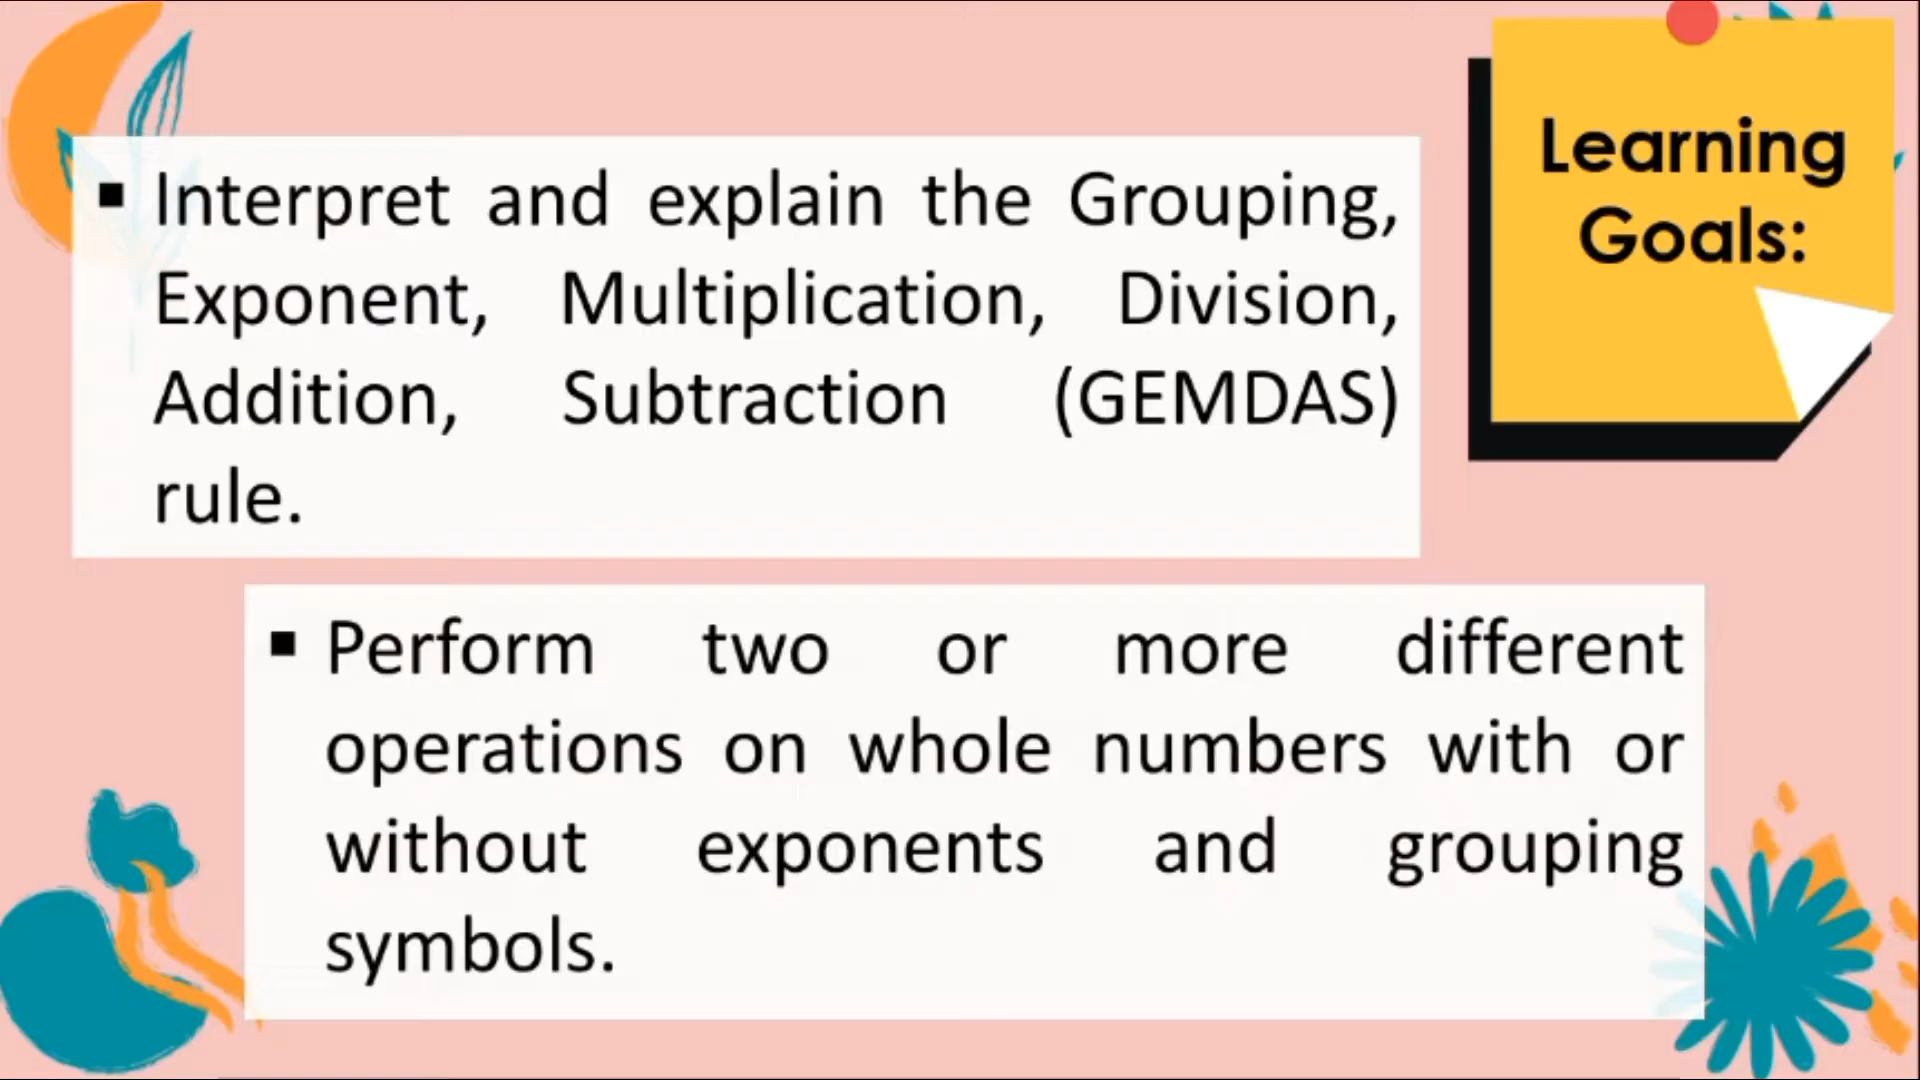 Learning
Goals:
▪ Interpret and explain the Grouping,
Exponent, Multiplication, Division,
Addition, Subtraction (GEMDAS)
rule.
▪ Perform two or more different
operations on whole numbers with or
without exponents and grouping
symbols.